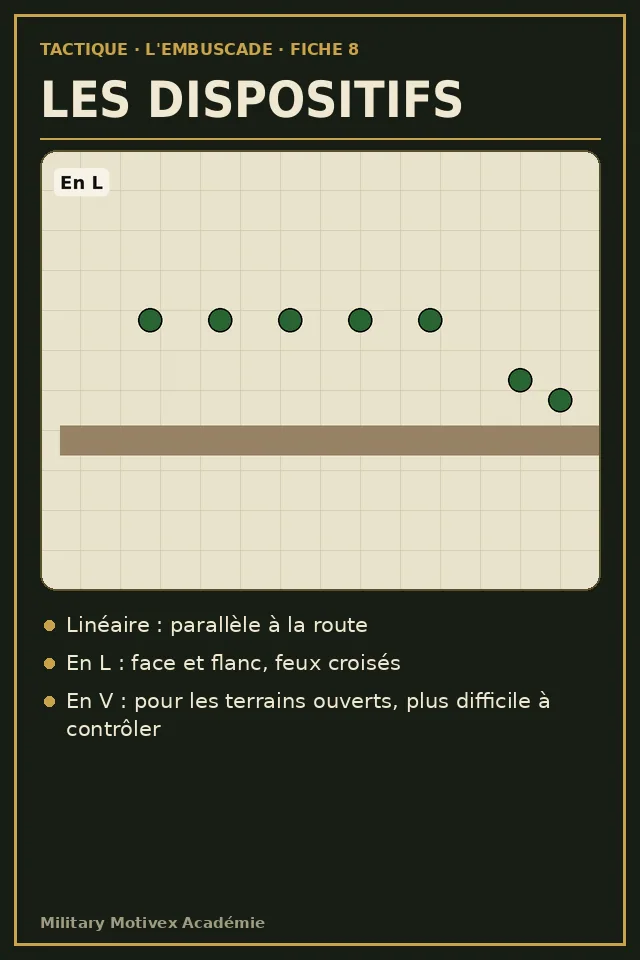 TACTIQUE · L'EMBUSCADE · FICHE 8
LES DISPOSITIFS
En L
Linéaire : parallèle à la route
En L : face et flanc, feux croisés
En V : pour les terrains ouverts, plus difficile à
contrôler
Military Motivex Académie